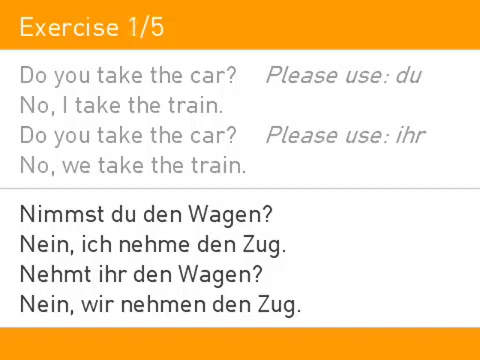 Exercise 1/5
Do you take the car? Please use: du
No, I take the train.
Do you take the car? Please use: ihr
No, we take the train.
Nimmst du den Wagen?
Nein, ich nehme den Zug.
Nehmt ihr den Wagen?
Nein, wir nehmen den Zug.